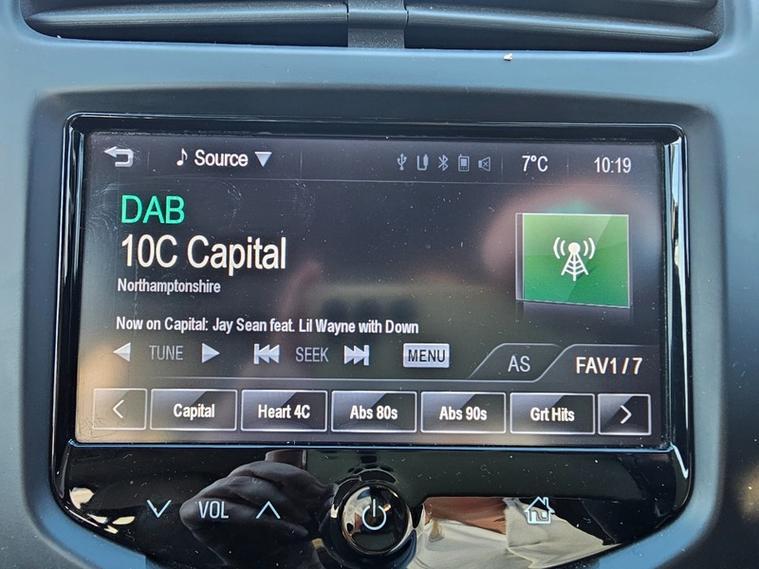 Source 7°C 10:19
DAB
10C Capital
Northamptonshire
Now on Capital: Jay Sean feat. Lil Wayne with Down
TUNE SEEK MENU AS FAV1/7
Capital Heart 4C Abs 80s Abs 90s Grt Hits
VOL